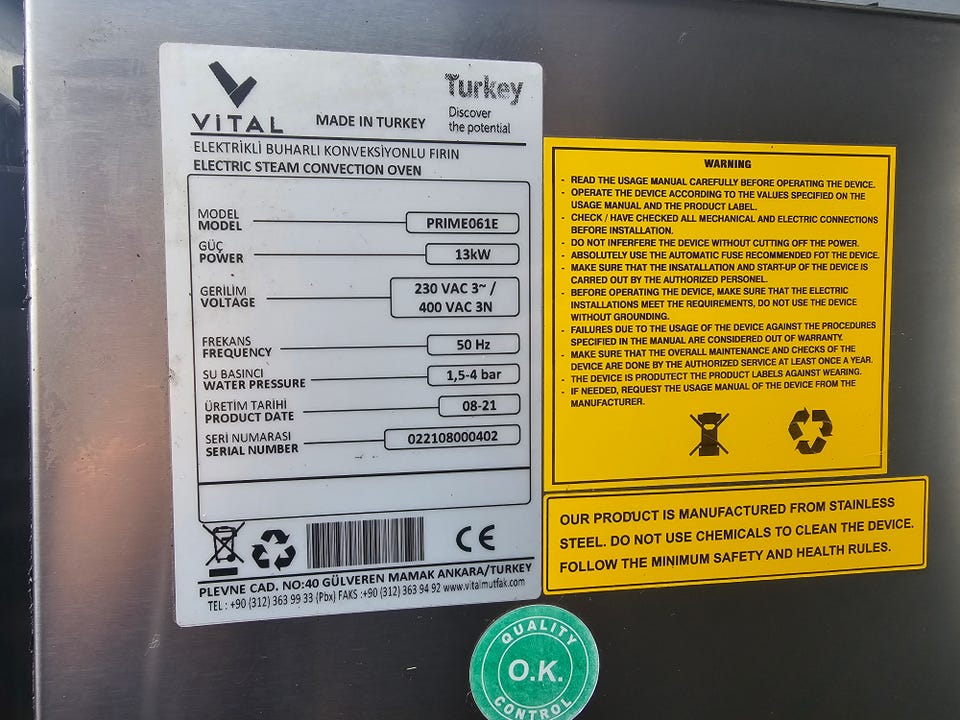 VİTAL
MADE IN TURKEY
Turkey
Discover
the potential
ELEKTRİKLİ BUHARLI KONVEKSİYONLU FIRIN
ELECTRIC STEAM CONVECTION OVEN
MODEL
MODEL
PRIME061E
GÜÇ
POWER
13kW
GERİLİM
VOLTAGE
230 VAC 3~ /
400 VAC 3N
FREKANS
FREQUENCY
50 Hz
SU BASINCI
WATER PRESSURE
1,5-4 bar
ÜRETİM TARİHİ
PRODUCT DATE
08-21
SERİ NUMARASI
SERIAL NUMBER
022108000402
CE
PLEVNE CAD. NO:40 GÜLVEREN MAMAK ANKARA/TURKEY
TEL : +90 (312) 363 99 33 (Pbx) FAKS :+90 (312) 363 94 92 www.vitalmutfak.com
WARNING
- READ THE USAGE MANUAL CAREFULLY BEFORE OPERATING THE DEVICE.
- OPERATE THE DEVICE ACCORDING TO THE VALUES SPECIFIED ON THE
USAGE MANUAL AND THE PRODUCT LABEL.
- CHECK / HAVE CHECKED ALL MECHANICAL AND ELECTRIC CONNECTIONS
BEFORE INSTALLATION.
- DO NOT INFERFERE THE DEVICE WITHOUT CUTTING OFF THE POWER.
- ABSOLUTELY USE THE AUTOMATIC FUSE RECOMMENDED FOT THE DEVICE.
- MAKE SURE THAT THE INSATALLATION AND START-UP OF THE DEVICE IS
CARRIED OUT BY THE AUTHORIZED PERSONEL.
- BEFORE OPERATING THE DEVICE, MAKE SURE THAT THE ELECTRIC
INSTALLATIONS MEET THE REQUIREMENTS, DO NOT USE THE DEVICE
WITHOUT GROUNDING.
- FAILURES DUE TO THE USAGE OF THE DEVICE AGAINST THE PROCEDURES
SPECIFIED IN THE MANUAL ARE CONSIDERED OUT OF WARRANTY.
- MAKE SURE THAT THE OVERALL MAINTENANCE AND CHECKS OF THE
DEVICE ARE DONE BY THE AUTHORIZED SERVICE AT LEAST ONCE A YEAR.
- THE DEVICE IS PRODUTECT THE PRODUCT LABELS AGAINST WEARING.
- IF NEEDED, REQUEST THE USAGE MANUAL OF THE DEVICE FROM THE
MANUFACTURER.
OUR PRODUCT IS MANUFACTURED FROM STAINLESS
STEEL. DO NOT USE CHEMICALS TO CLEAN THE DEVICE.
FOLLOW THE MINIMUM SAFETY AND HEALTH RULES.
QUALITY
O.K.
CONTROL